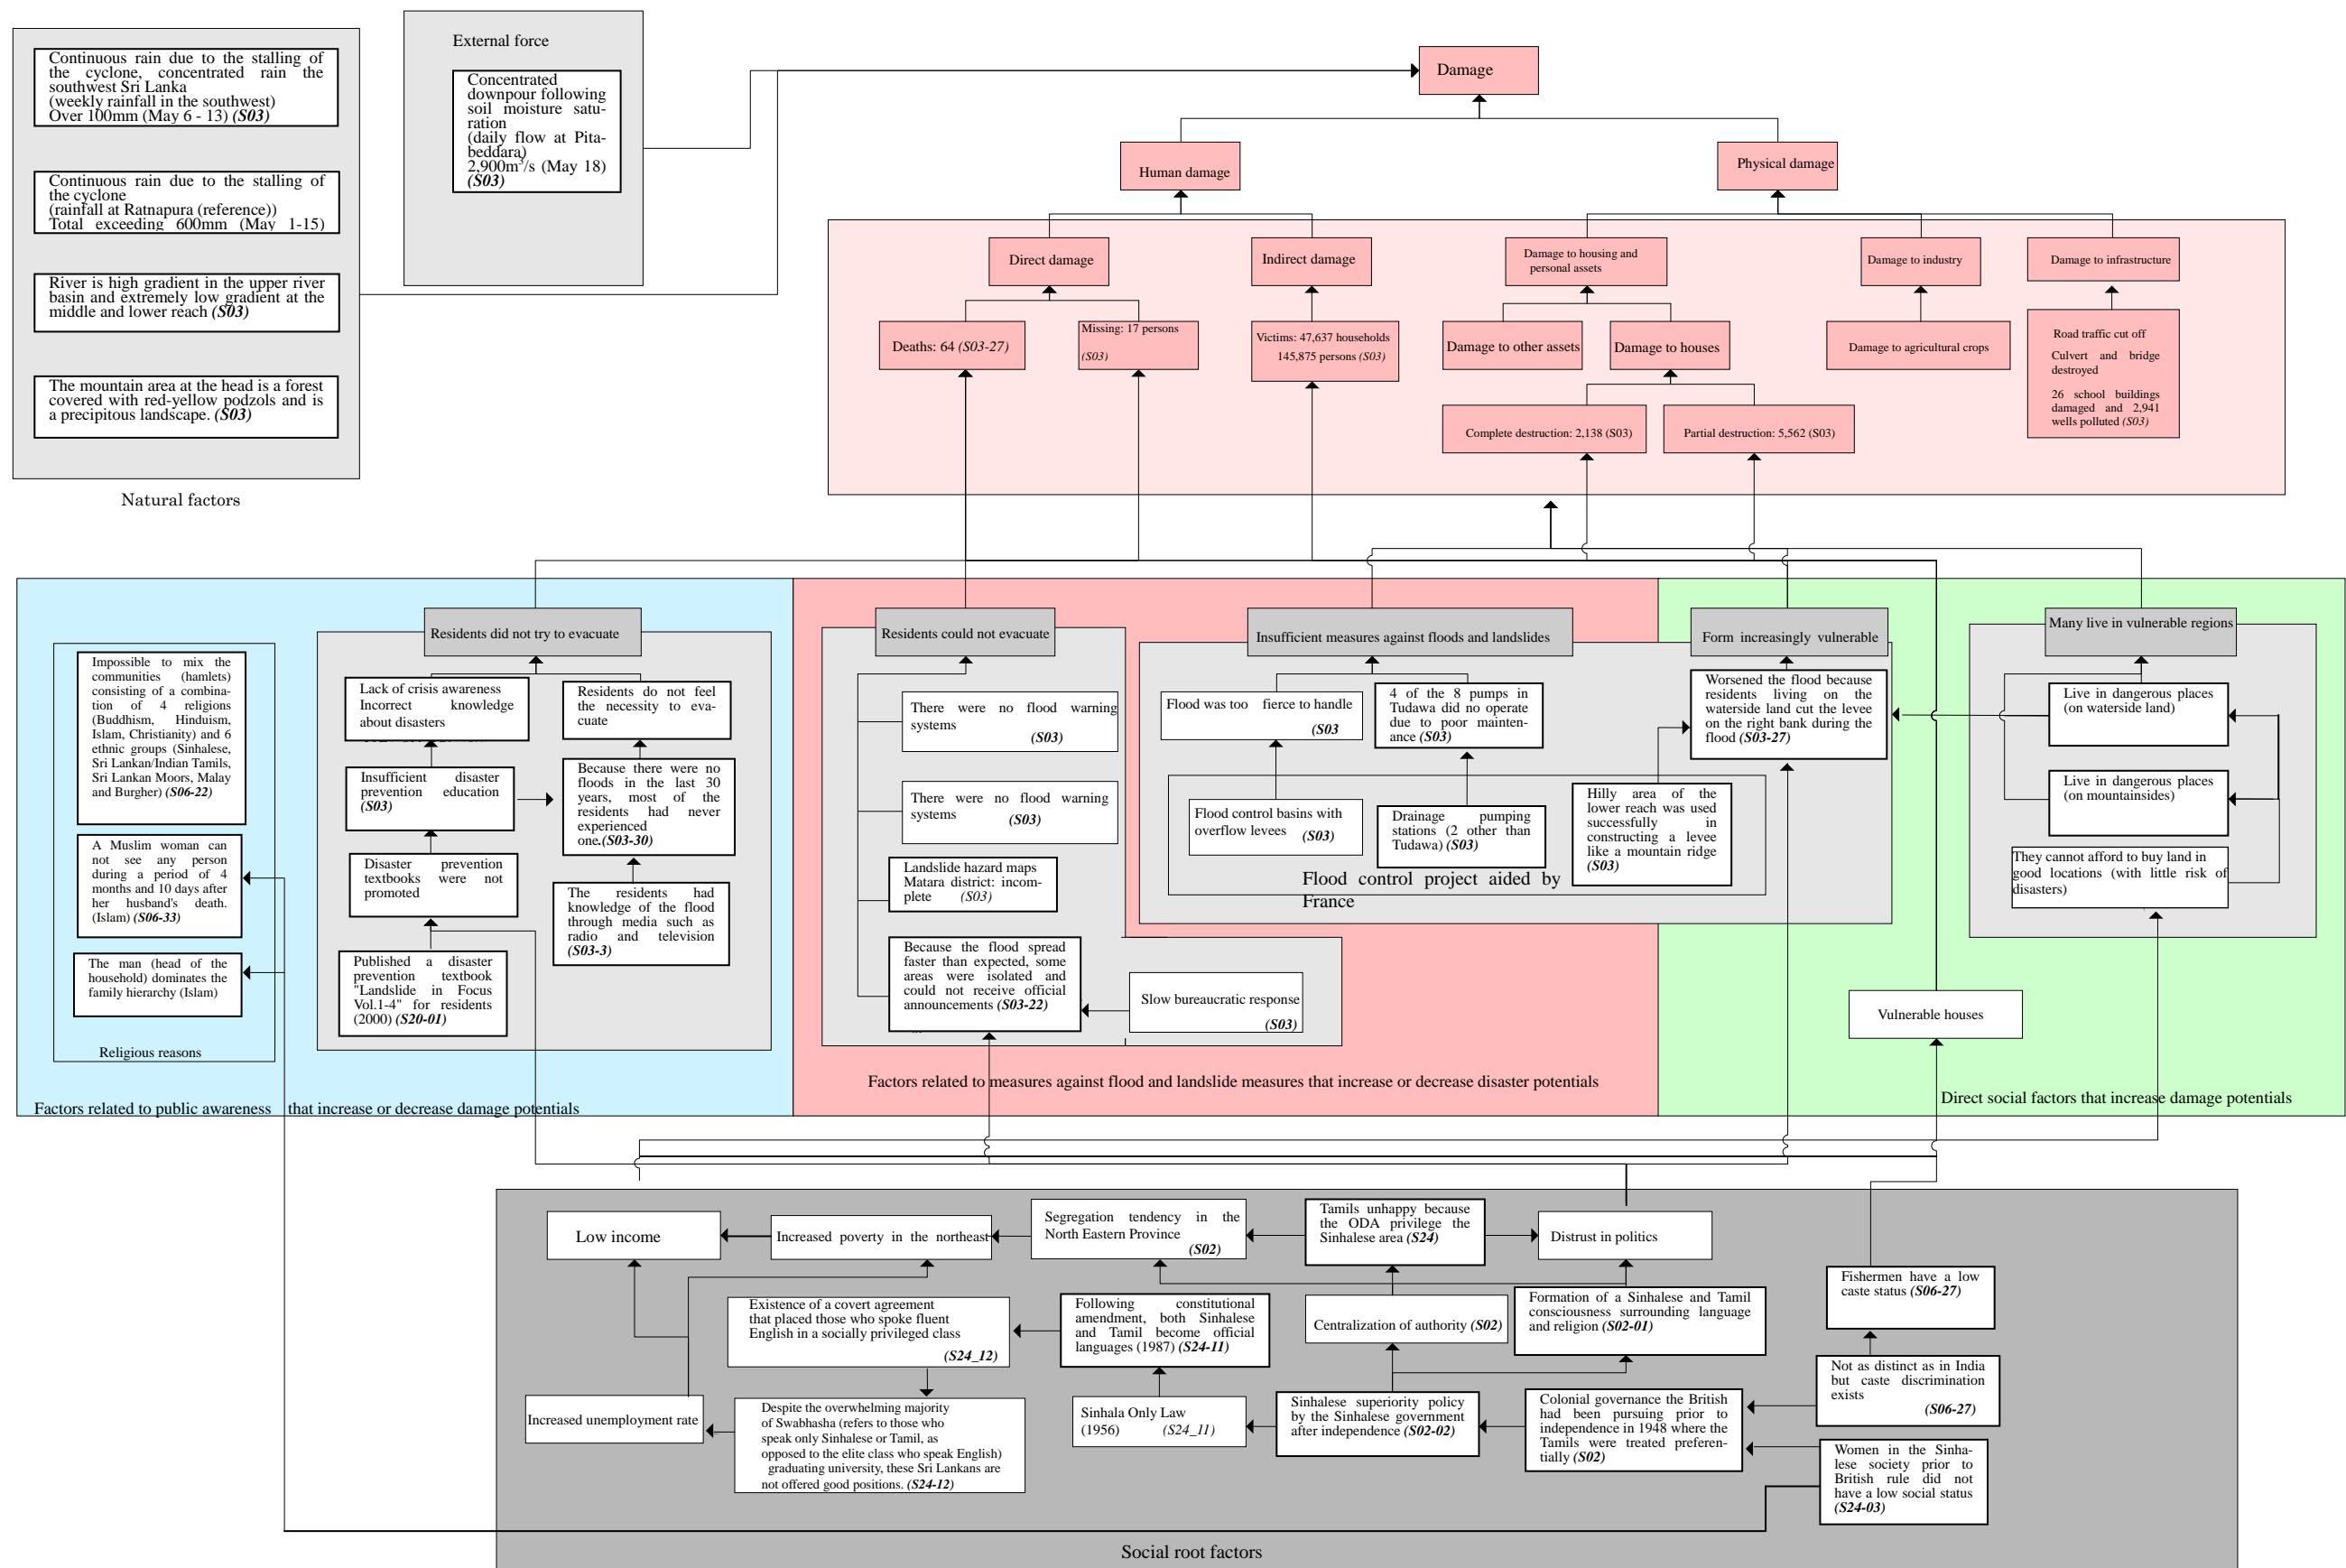 Continuous rain due to the stalling of
the cyclone, concentrated rain the
southwest Sri Lanka
(weekly rainfall in the southwest)
Over 100mm (May 6 - 13) (S03)
Continuous rain due to the stalling of
the cyclone
(rainfall at Ratnapura (reference))
Total exceeding 600mm (May 1-15)
River is high gradient in the upper river
basin and extremely low gradient at the
middle and lower reach (S03)
The mountain area at the head is a forest
covered with red-yellow podzols and is
a precipitous landscape. (S03)
Natural factors
External force
Concentrated
downpour following
soil moisture satu-
ration
(daily flow at Pita-
beddara)
2,900m³/s (May 18)
(S03)
Damage
Human damage
Physical damage
Direct damage
Indirect damage
Damage to housing and
personal assets
Damage to industry
Damage to infrastructure
Deaths: 64 (S03-27)
Missing: 17 persons
(S03)
Victims: 47,637 households
145,875 persons (S03)
Damage to other assets
Damage to houses
Damage to agricultural crops
Road traffic cut off
Culvert and bridge
destroyed
26 school buildings
damaged and 2,941
wells polluted (S03)
Complete destruction: 2,138 (S03)
Partial destruction: 5,562 (S03)
Impossible to mix the
communities (hamlets)
consisting of a combina-
tion of 4 religions
(Buddhism, Hinduism,
Islam, Christianity) and 6
ethnic groups (Sinhalese,
Sri Lankan/Indian Tamils,
Sri Lankan Moors, Malay
and Burgher) (S06-22)
A Muslim woman can
not see any person
during a period of 4
months and 10 days after
her husband's death.
(Islam) (S06-33)
The man (head of the
household) dominates the
family hierarchy (Islam)
Religious reasons
Residents did not try to evacuate
Lack of crisis awareness
Incorrect knowledge
about disasters
Residents do not feel
the necessity to eva-
cuate
Insufficient disaster
prevention education
(S03)
Because there were no
floods in the last 30
years, most of the
residents had never
experienced
one.(S03-30)
Disaster prevention
textbooks were not
promoted
The residents had
knowledge of the flood
through media such as
radio and television
(S03-3)
Published a disaster
prevention textbook
"Landslide in Focus
Vol.1-4" for residents
(2000) (S20-01)
Factors related to public awareness that increase or decrease damage potentials
Residents could not evacuate
There were no flood warning
systems
(S03)
There were no flood warning
systems (S03)
Landslide hazard maps
Matara district: incom-
plete (S03)
Because the flood spread
faster than expected, some
areas were isolated and
could not receive official
announcements (S03-22)
Slow bureaucratic response
(S03)
Insufficient measures against floods and landslides
Flood was too fierce to handle
(S03
4 of the 8 pumps in
Tudawa did no operate
due to poor mainten-
ance (S03)
Flood control basins with
overflow levees (S03)
Drainage pumping
stations (2 other than
Tudawa) (S03)
Hilly area of the
lower reach was used
successfully in
constructing a levee
like a mountain ridge
(S03)
Flood control project aided by
France
Factors related to measures against flood and landslide measures that increase or decrease disaster potentials
Form increasingly vulnerable
Worsened the flood because
residents living on the
waterside land cut the levee
on the right bank during the
flood (S03-27)
Many live in vulnerable regions
Live in dangerous places
(on waterside land)
Live in dangerous places
(on mountainsides)
They cannot afford to buy land in
good locations (with little risk of
disasters)
Vulnerable houses
Direct social factors that increase damage potentials
Low income
Increased poverty in the northeast
Segregation tendency in the
North Eastern Province
(S02)
Tamils unhappy because
the ODA privilege the
Sinhalese area (S24)
Distrust in politics
Fishermen have a low
caste status (S06-27)
Existence of a covert agreement
that placed those who spoke fluent
English in a socially privileged class
(S24_12)
Following constitutional
amendment, both Sinhalese
and Tamil become official
languages (1987) (S24-11)
Centralization of authority (S02)
Formation of a Sinhalese and Tamil
consciousness surrounding language
and religion (S02-01)
Not as distinct as in India
but caste discrimination
exists
(S06-27)
Increased unemployment rate
Despite the overwhelming majority
of Swabhasha (refers to those who
speak only Sinhalese or Tamil, as
opposed to the elite class who speak English)
graduating university, these Sri Lankans are
not offered good positions. (S24-12)
Sinhala Only Law
(1956) (S24_11)
Sinhalese superiority policy
by the Sinhalese government
after independence (S02-02)
Colonial governance the British
had been pursuing prior to
independence in 1948 where the
Tamils were treated preferen-
tially (S02)
Women in the Sinha-
lese society prior to
British rule did not
have a low social status
(S24-03)
Social root factors